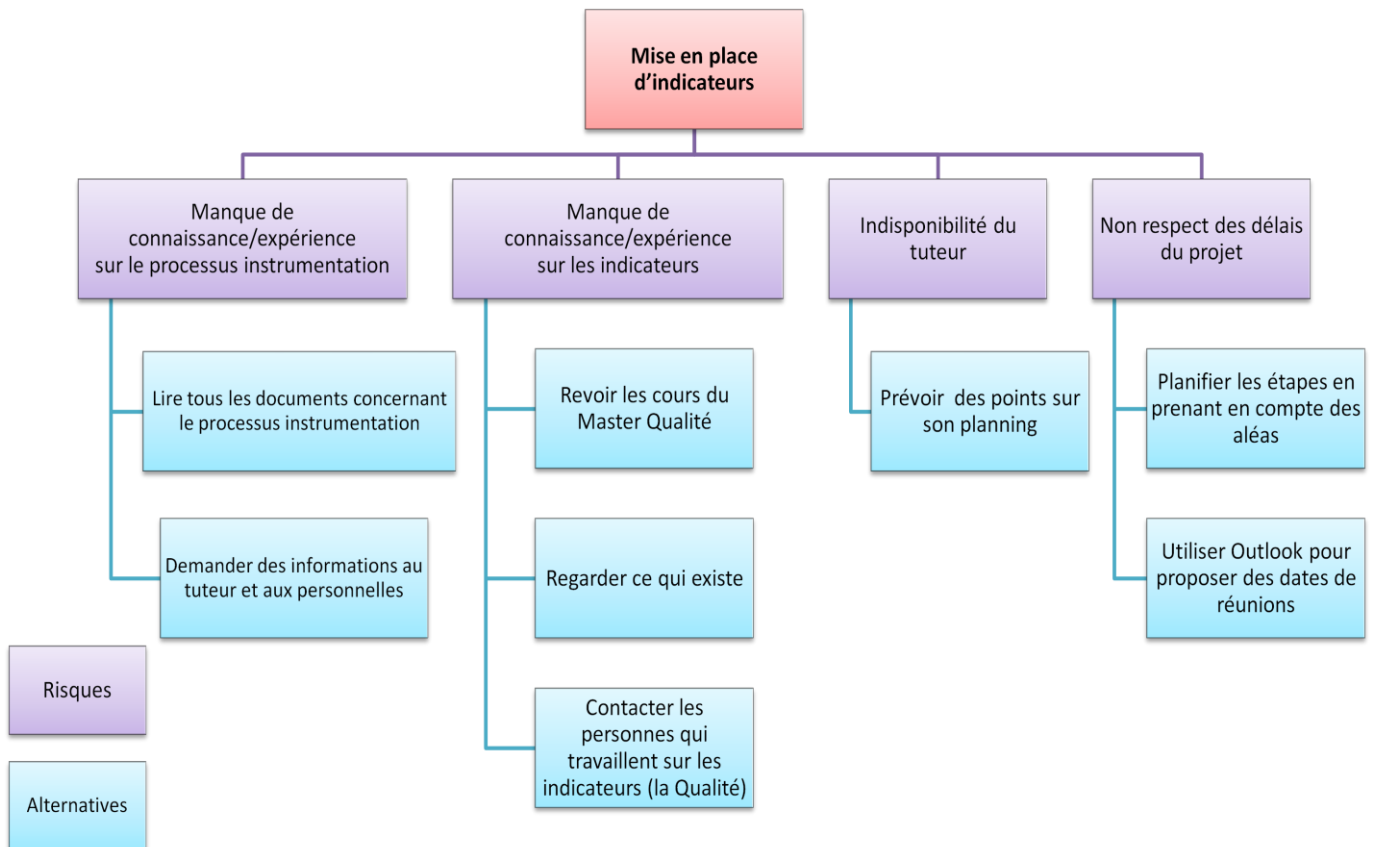 Mise en place
d'indicateurs
Manque de
connaissance/expérience
sur le processus instrumentation
Manque de
connaissance/expérience
sur les indicateurs
Indisponibilité du
tuteur
Non respect des délais
du projet
Lire tous les documents concernant
le processus instrumentation
Demander des informations au
tuteur et aux personnelles
Revoir les cours du
Master Qualité
Regarder ce qui existe
Contacter les
personnes qui
travaillent sur les
indicateurs (la Qualité)
Prévoir des points sur
son planning
Planifier les étapes en
prenant en compte des
aléas
Utiliser Outlook pour
proposer des dates de
réunions
Risques
Alternatives